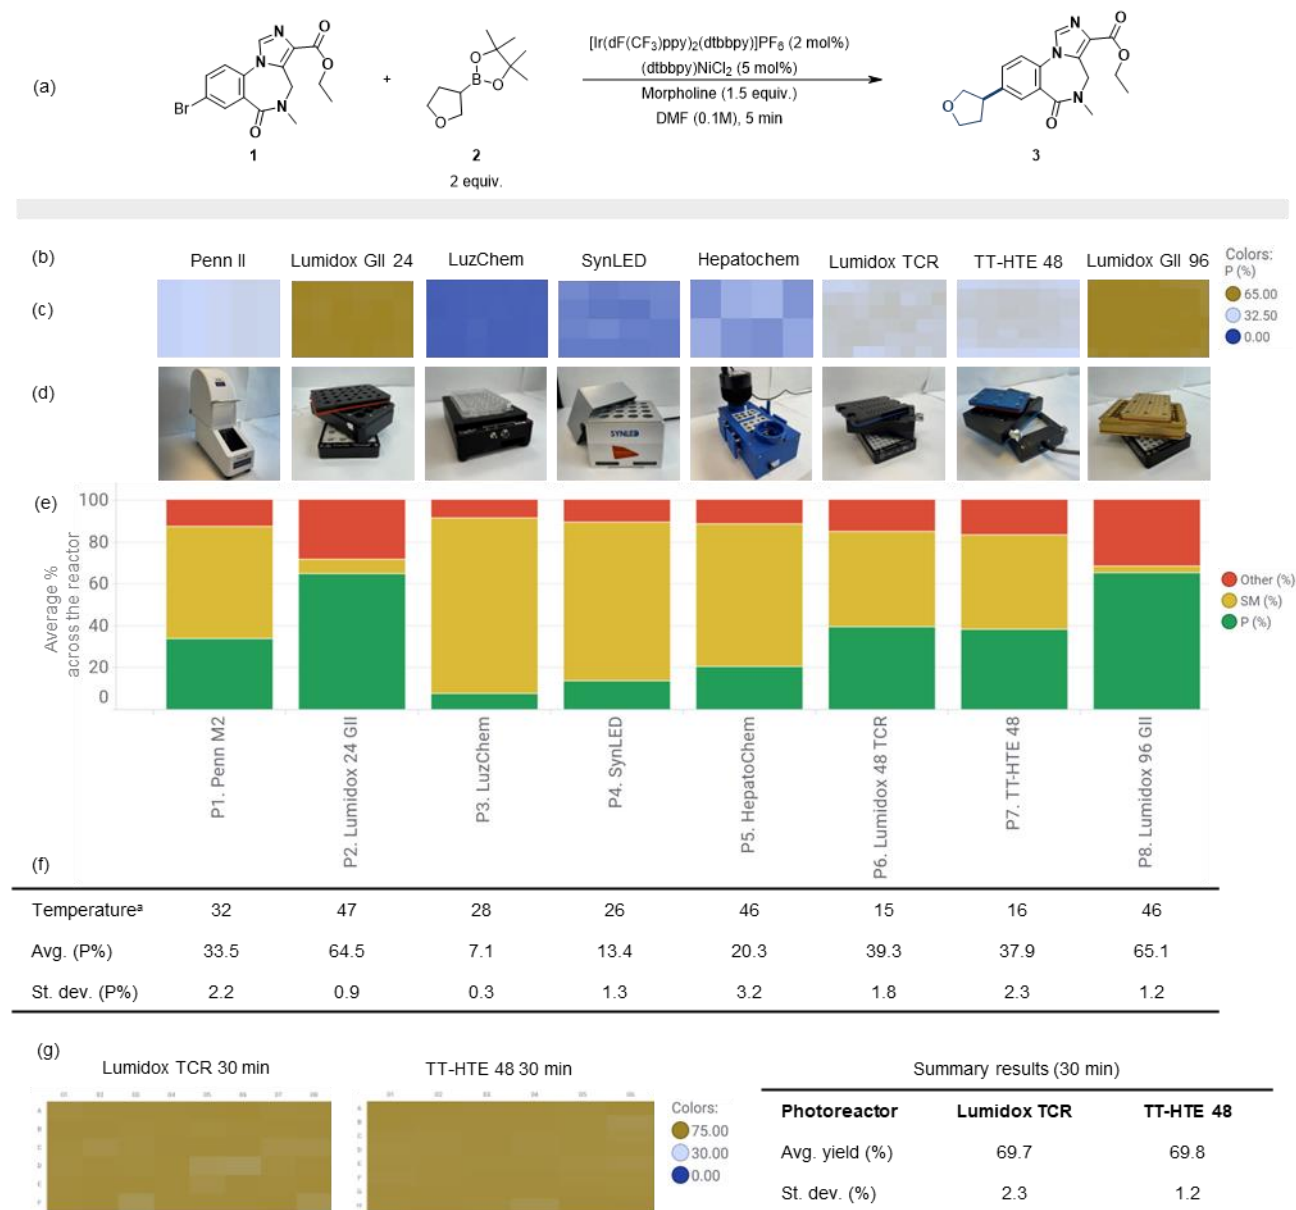 (a)
Br
N
N
N
O
O
O
1
+
O
O
B
O
2
2 equiv.
[Ir(dF(CF₃)ppy)₂(dtbbpy)]PF₆ (2 mol%)
(dtbbpy)NiCl₂ (5 mol%)
Morpholine (1.5 equiv.)
DMF (0.1M), 5 min
O
N
N
N
O
O
O
3
(b) Penn II Lumidox GII 24 LuzChem SynLED Hepatochem Lumidox TCR TT-HTE 48 Lumidox GII 96
(c)
Colors:
P (%)
65.00
32.50
0.00
(d)
SYNLED
(e)
Average %
across the reactor
100
80
60
40
20
0
Other (%)
SM (%)
P (%)
P1. Penn M2
P2. Lumidox 24 GII
P3. LuzChem
P4. SynLED
P5. HepatoChem
P6. Lumidox 48 TCR
P7. TT-HTE 48
P8. Lumidox 96 GII
(f)
Temperatureª 32 47 28 26 46 15 16 46
Avg. (P%) 33.5 64.5 7.1 13.4 20.3 39.3 37.9 65.1
St. dev. (P%) 2.2 0.9 0.3 1.3 3.2 1.8 2.3 1.2
(g)
Lumidox TCR 30 min
TT-HTE 48 30 min
Colors:
75.00
30.00
0.00
Summary results (30 min)
Photoreactor Lumidox TCR TT-HTE 48
Avg. yield (%) 69.7 69.8
St. dev. (%) 2.3 1.2